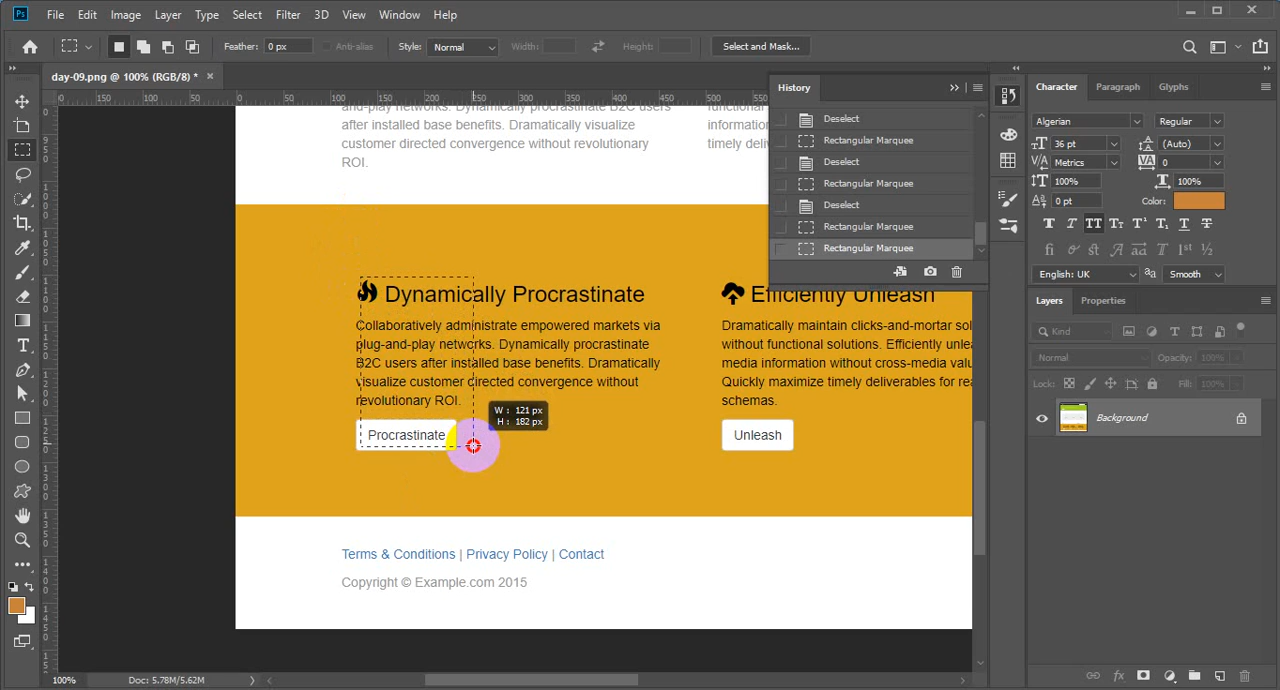 Ps File Edit Image Layer Type Select Filter 3D View Window Help
Feather: 0 px Anti-alias Style: Normal Width: Height: Select and Mask...
day-09.png @ 100% (RGB/8) * ×
History
Deselect
Rectangular Marquee
Deselect
Rectangular Marquee
Deselect
Rectangular Marquee
Rectangular Marquee
Character Paragraph Glyphs
Algerian Regular
36 pt (Auto)
Metrics 0
100% 100%
0 pt Color:
English: UK Smooth
Layers Properties
Kind
Normal Opacity: 100%
Lock: Fill: 100%
Background
and-play networks. Dynamically procrastinate B2C users
after installed base benefits. Dramatically visualize
customer directed convergence without revolutionary
ROI.
functional
information
timely deliv
Dynamically Procrastinate
Collaboratively administrate empowered markets via
plug-and-play networks. Dynamically procrastinate
B2C users after installed base benefits. Dramatically
visualize customer directed convergence without
revolutionary ROI.
Procrastinate
W: 121 px
H: 182 px
Efficiently Unleash
Dramatically maintain clicks-and-mortar sol
without functional solutions. Efficiently unlea
media information without cross-media valu
Quickly maximize timely deliverables for rea
schemas.
Unleash
Terms & Conditions | Privacy Policy | Contact
Copyright © Example.com 2015
100% Doc: 5.78M/5.62M